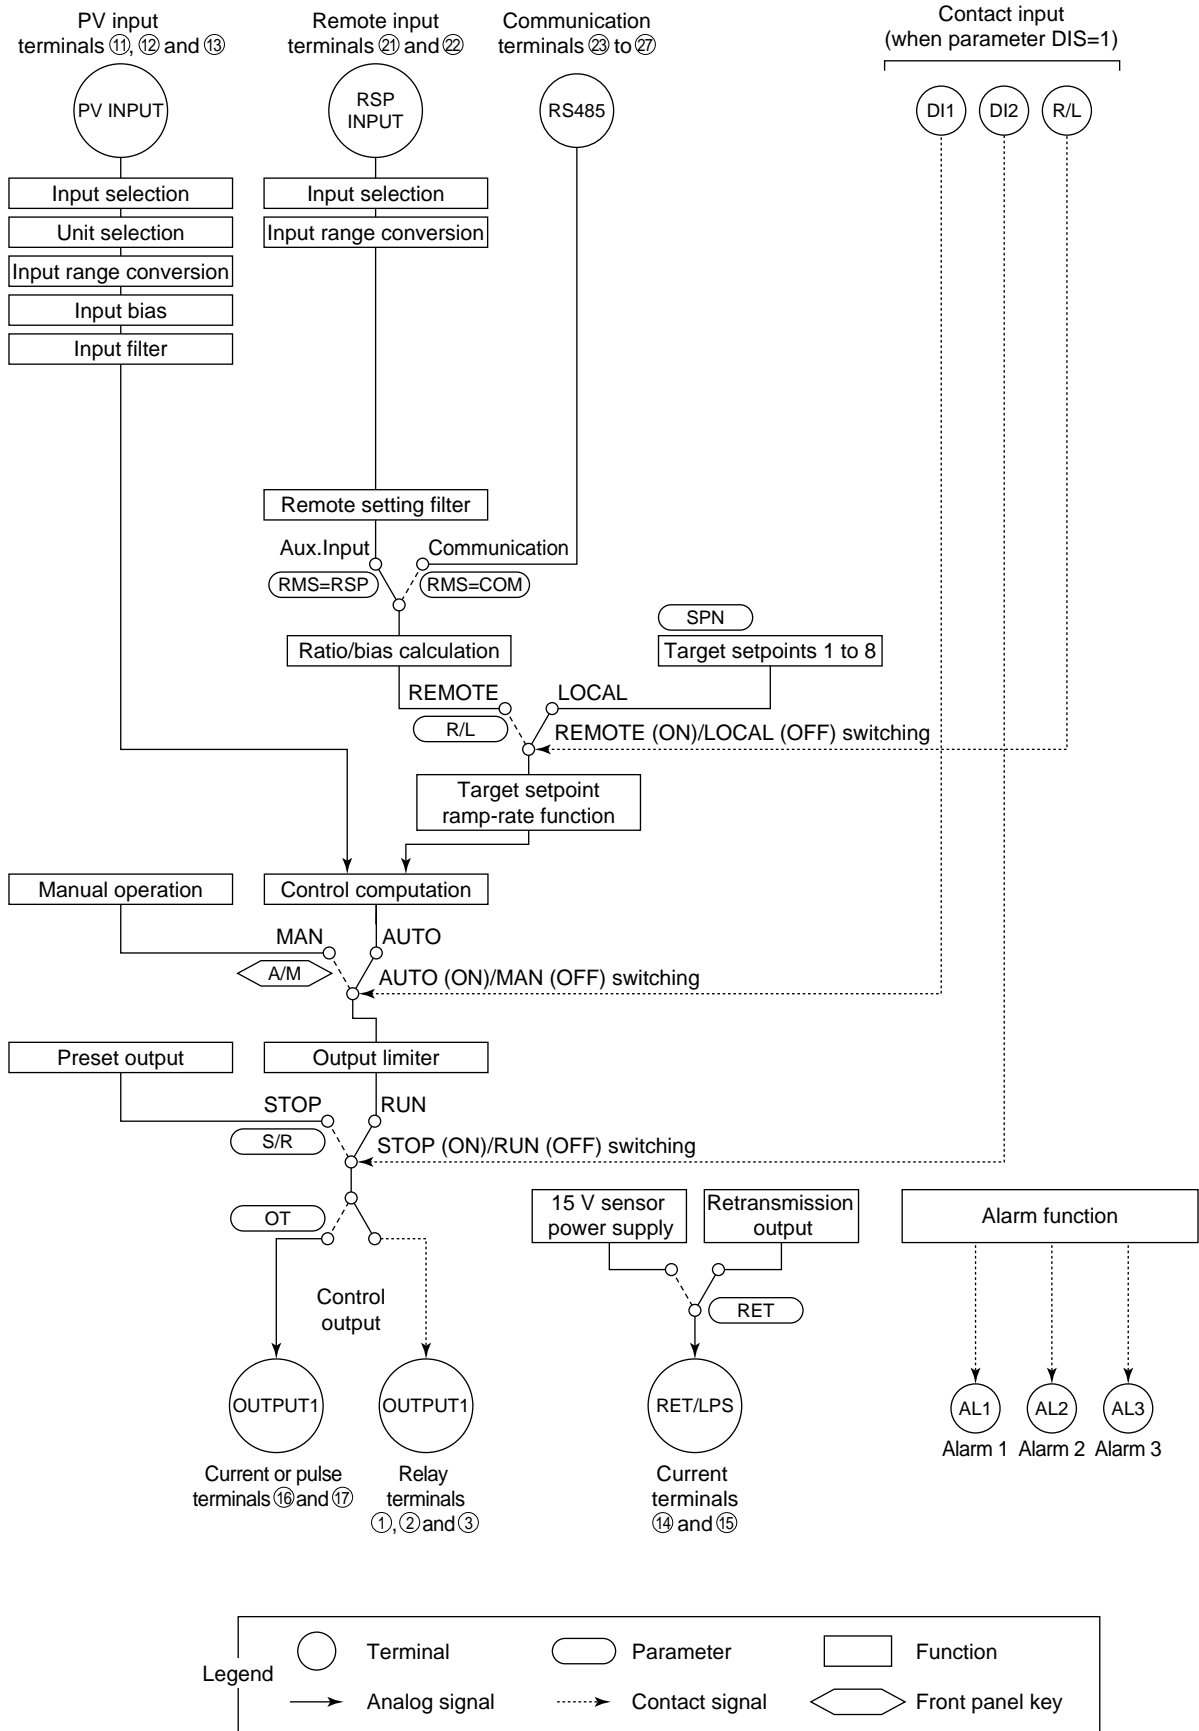 PV input
terminals ⑪, ⑫ and ⑬
Remote input
terminals ㉑ and ㉒
Communication
terminals ㉓ to ㉗
Contact input
(when parameter DIS=1)
PV INPUT
RSP
INPUT
RS485
DI1
DI2
R/L
Input selection
Unit selection
Input range conversion
Input bias
Input filter
Input selection
Input range conversion
Remote setting filter
Aux.Input
Communication
RMS=RSP
RMS=COM
SPN
Ratio/bias calculation
Target setpoints 1 to 8
REMOTE
LOCAL
R/L
REMOTE (ON)/LOCAL (OFF) switching
Target setpoint
ramp-rate function
Manual operation
Control computation
MAN
AUTO
A/M
AUTO (ON)/MAN (OFF) switching
Preset output
Output limiter
STOP
RUN
S/R
STOP (ON)/RUN (OFF) switching
OT
15 V sensor
power supply
Retransmission
output
Alarm function
Control
output
RET
OUTPUT1
OUTPUT1
RET/LPS
AL1
AL2
AL3
Alarm 1
Alarm 2
Alarm 3
Current or pulse
terminals ⑯ and ⑰
Relay
terminals
①, ② and ③
Current
terminals
⑭ and ⑮
Legend
Terminal
Parameter
Function
Analog signal
Contact signal
Front panel key